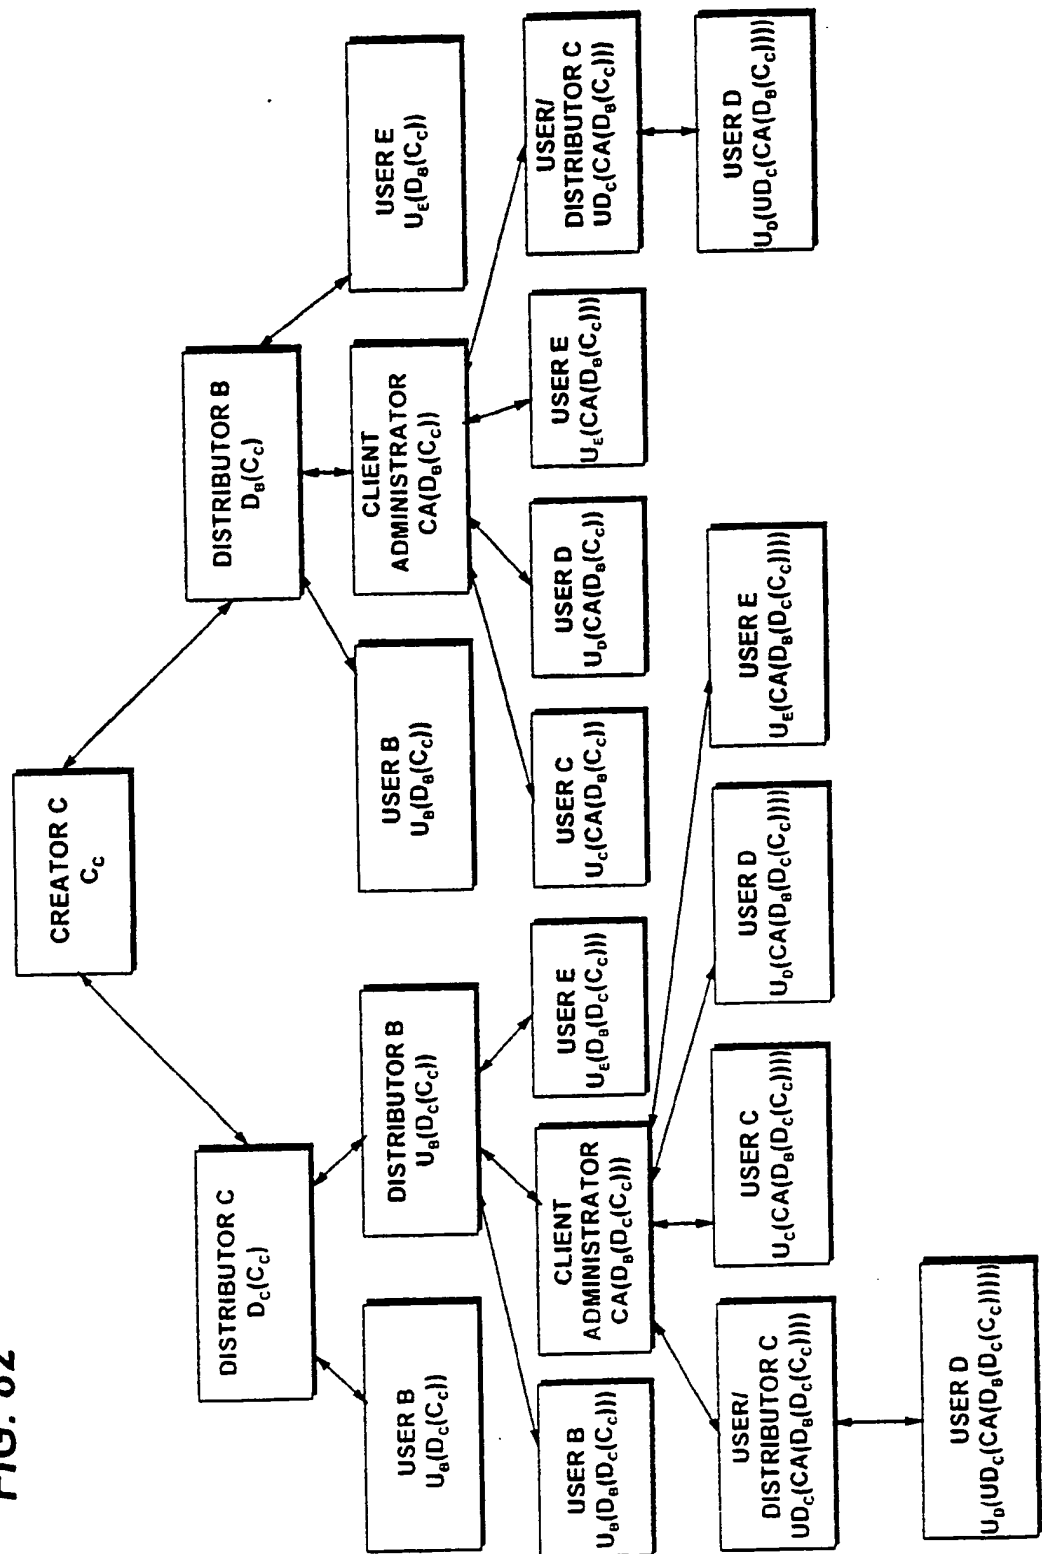 FIG. 82
CREATOR C
C_C
DISTRIBUTOR C
D_C(C_C)
DISTRIBUTOR B
D_B(C_C)
USER B
U_B(D_C(C_C))
DISTRIBUTOR B
U_B(D_C(C_C))
USER B
U_B(D_B(C_C))
CLIENT
ADMINISTRATOR
CA(D_B(C_C))
USER E
U_E(D_B(C_C))
USER B
U_B(D_B(D_C(C_C)))
CLIENT
ADMINISTRATOR
CA(D_B(D_C(C_C)))
USER E
U_E(D_B(D_C(C_C)))
USER C
U_C(CA(D_B(C_C))
USER D
U_D(CA(D_B(C_C))
USER E
U_E(CA(D_B(C_C)))
USER/
DISTRIBUTOR C
UD_C(CA(D_B(C_C)))
USER/
DISTRIBUTOR C
UD_C(CA(D_B(D_C(C_C))))
USER C
U_C(CA(D_B(D_C(C_C))))
USER D
U_D(CA(D_B(D_C(C_C))))
USER E
U_E(CA(D_B(D_C(C_C))))
USER D
U_D(UD_C(CA(D_B(C_C))))
USER D
U_D(UD_C(CA(D_B(D_C(C_C)))))